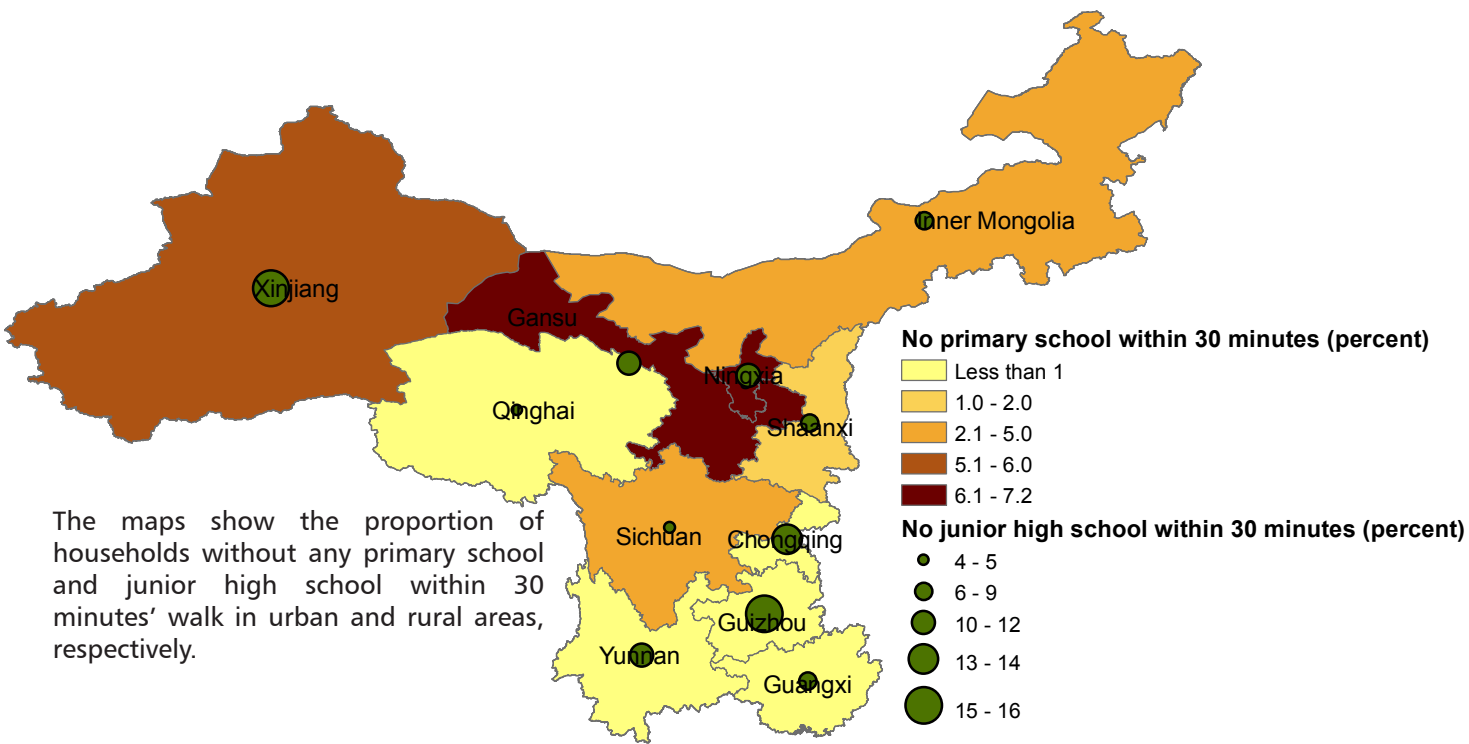 Inner Mongolia
Xinjiang
Gansu
Ningxia
Qinghai
Shaanxi
Sichuan
Chongqing
Guizhou
Yunnan
Guangxi
No primary school within 30 minutes (percent)
Less than 1
1.0 - 2.0
2.1 - 5.0
5.1 - 6.0
6.1 - 7.2
No junior high school within 30 minutes (percent)
4 - 5
6 - 9
10 - 12
13 - 14
15 - 16
The maps show the proportion of
households without any primary school
and junior high school within 30
minutes’ walk in urban and rural areas,
respectively.